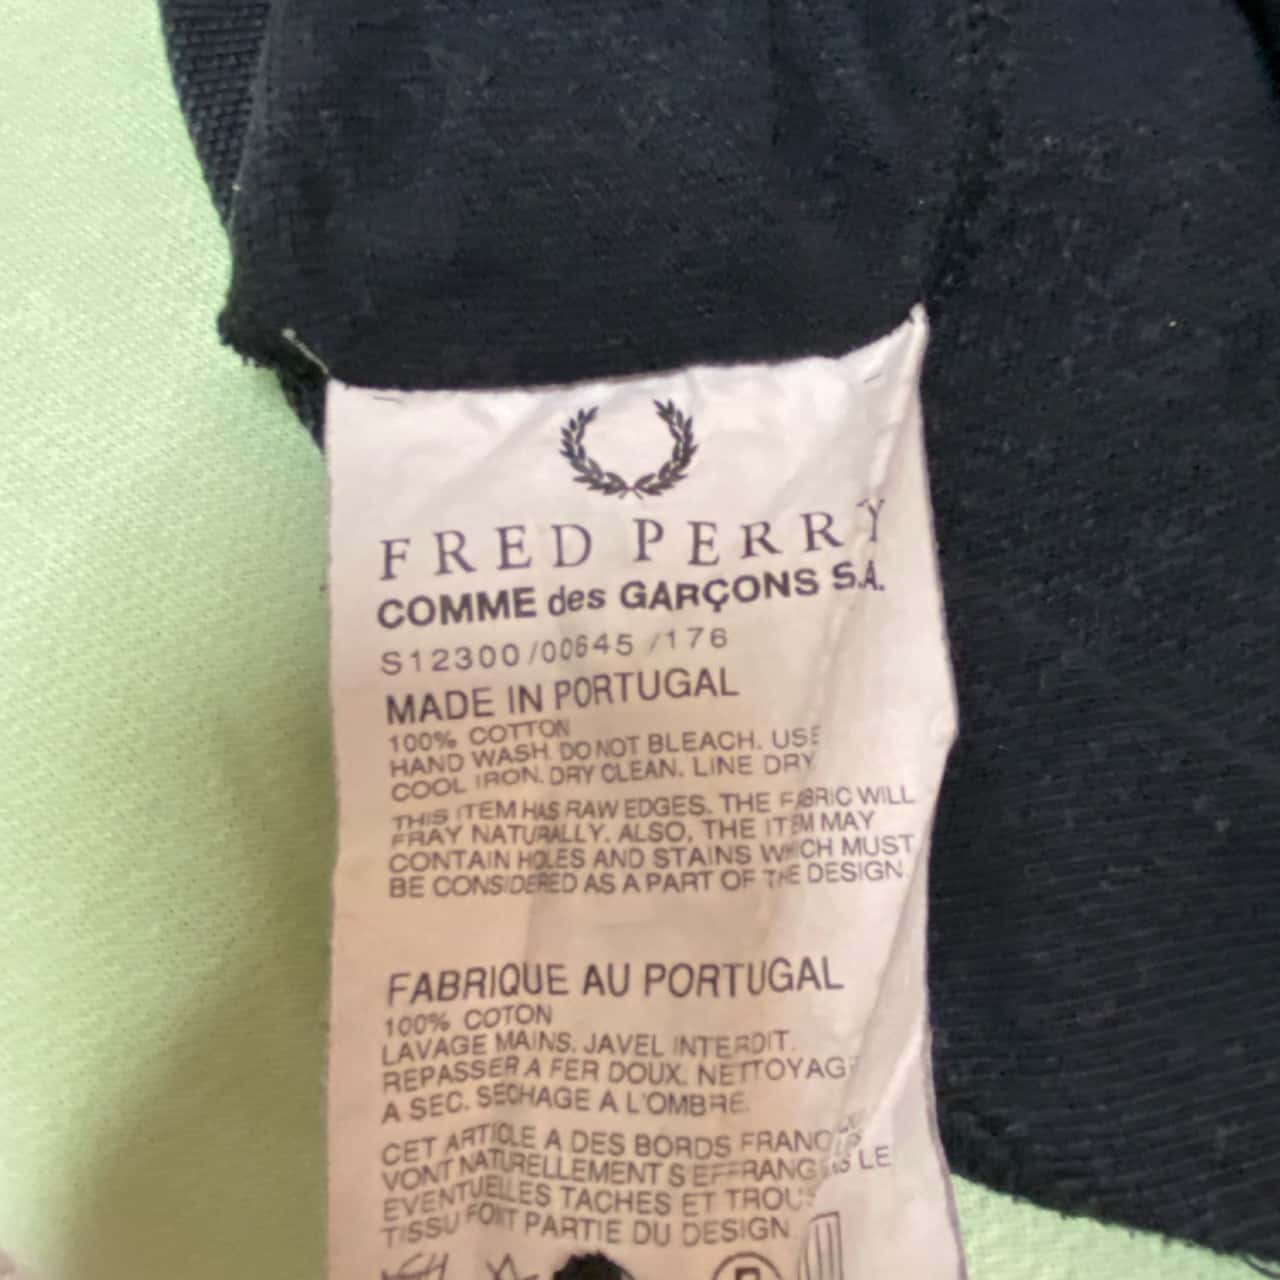 FRED PERRY
COMME des GARÇONS S.A.
S12300/00645 /176
MADE IN PORTUGAL
100% COTTON
HAND WASH. DO NOT BLEACH. USE
COOL IRON. DRY CLEAN. LINE DRY
THIS ITEM HAS RAW EDGES. THE FABRIC WILL
FRAY NATURALLY. ALSO, THE ITEM MAY
CONTAIN HOLES AND STAINS WHICH MUST
BE CONSIDERED AS A PART OF THE DESIGN.
FABRIQUE AU PORTUGAL
100% COTON
LAVAGE MAINS. JAVEL INTERDIT.
REPASSER A FER DOUX. NETTOYAGE
A SEC. SECHAGE A L'OMBRE.
CET ARTICLE A DES BORDS
VONT NATURELLEMENT S LE
EVENTUELLES TACHES ET
TISSU FONT PARTIE DU DESIGN
P